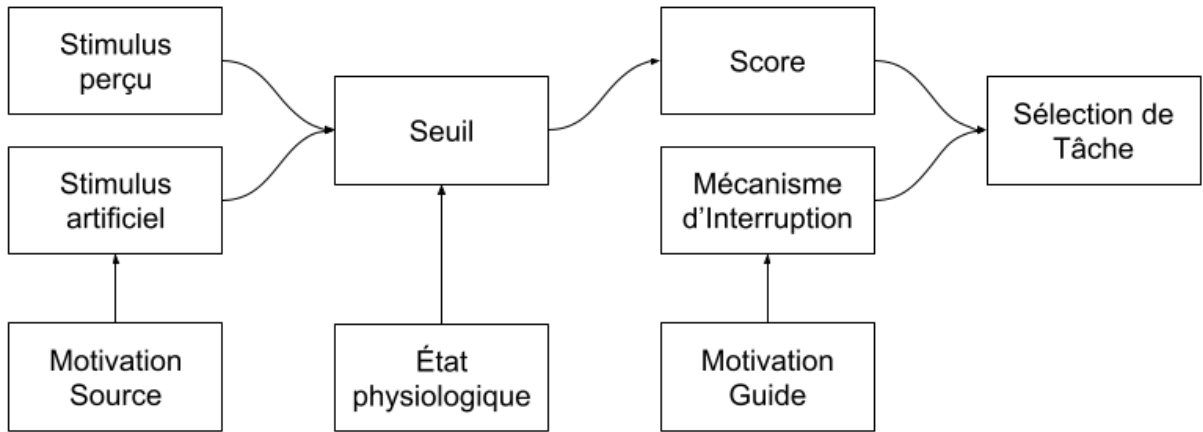 Stimulus
perçu
Stimulus
artificiel
Motivation
Source
Seuil
État
physiologique
Score
Mécanisme
d'Interruption
Motivation
Guide
Sélection de
Tâche